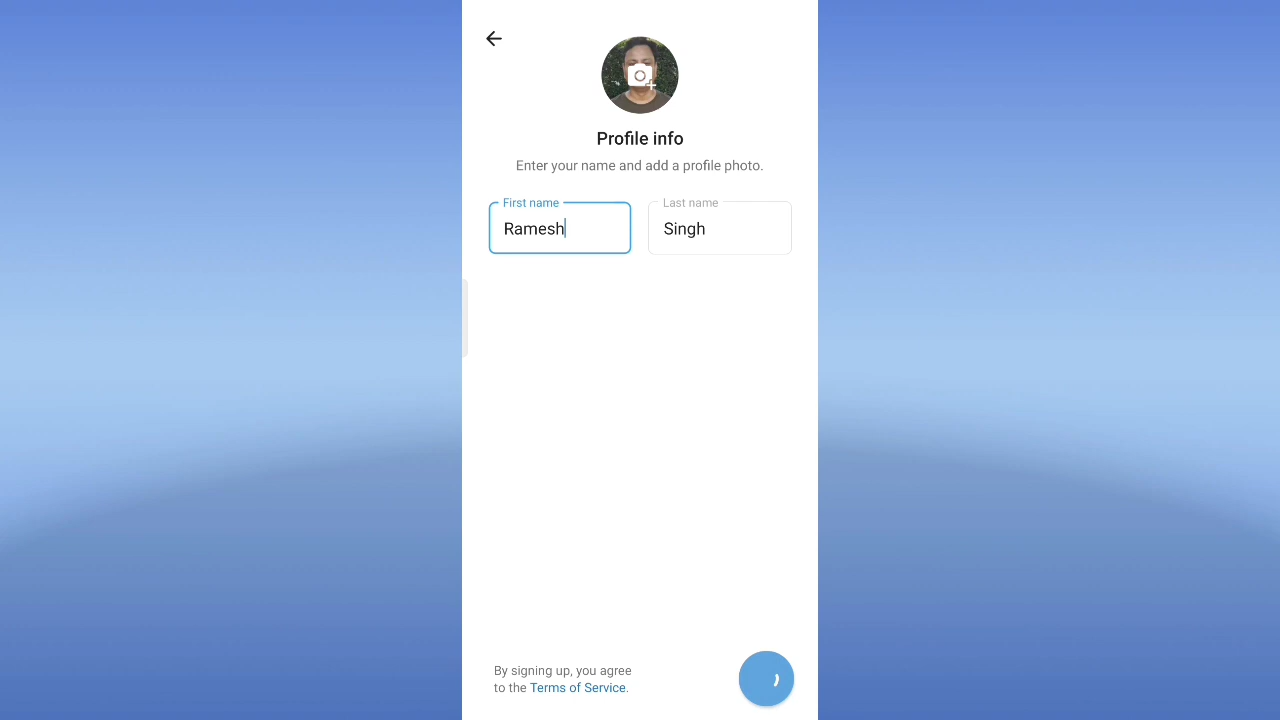 Profile info
Enter your name and add a profile photo.
First name
Ramesh
Last name
Singh
By signing up, you agree
to the Terms of Service.